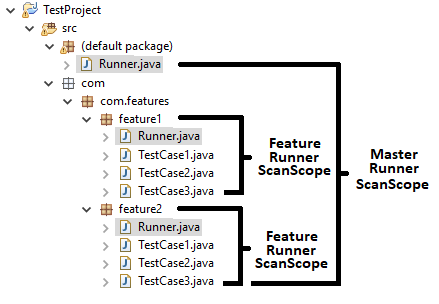 TestProject
src
(default package)
Runner.java
com
com.features
feature1
Runner.java
TestCase1.java
TestCase2.java
TestCase3.java
feature2
Runner.java
TestCase1.java
TestCase2.java
TestCase3.java
Feature
Runner
ScanScope
Feature
Runner
ScanScope
Master
Runner
ScanScope